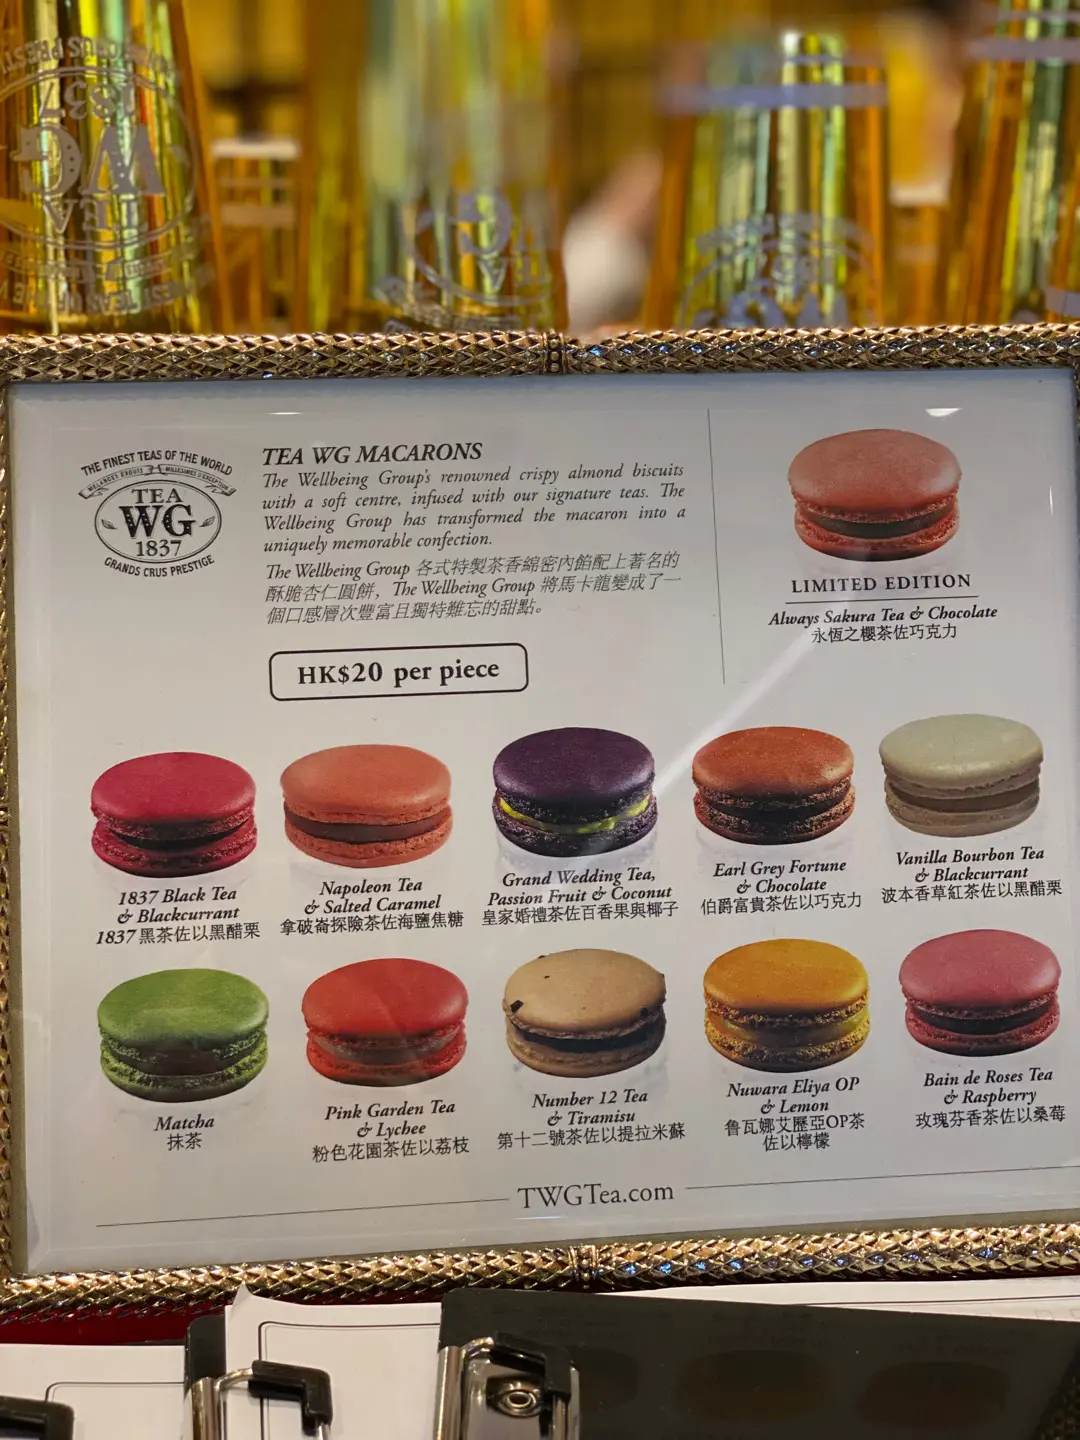 1837
WG
TEA
THE FINEST TEAS OF THE WORLD
TEA
WG
1837
GRANDS CRUS PRESTIGE
TEA WG MACARONS
The Wellbeing Group's renowned crispy almond biscuits
with a soft centre, infused with our signature teas. The
Wellbeing Group has transformed the macaron into a
uniquely memorable confection.
The Wellbeing Group 各式特製茶香綿密內餡配上著名的
酥脆杏仁圓餅，The Wellbeing Group 將馬卡龍變成了一
個口感層次豐富且獨特難忘的甜點。
HK$20 per piece
LIMITED EDITION
Always Sakura Tea & Chocolate
永恆之櫻茶佐巧克力
1837 Black Tea
& Blackcurrant
1837 黑茶佐以黑醋栗
Napoleon Tea
& Salted Caramel
拿破崙探險茶佐海鹽焦糖
Grand Wedding Tea,
Passion Fruit & Coconut
皇家婚禮茶佐百香果與椰子
Earl Grey Fortune
& Chocolate
伯爵富貴茶佐以巧克力
Vanilla Bourbon Tea
& Blackcurrant
波本香草紅茶佐以黑醋栗
Matcha
抹茶
Pink Garden Tea
& Lychee
粉色花園茶佐以荔枝
Number 12 Tea
& Tiramisu
第十二號茶佐以提拉米蘇
Nuwara Eliya OP
& Lemon
魯瓦娜艾歷亞OP茶
佐以檸檬
Bain de Roses Tea
& Raspberry
玫瑰芬香茶佐以桑莓
TWGTea.com